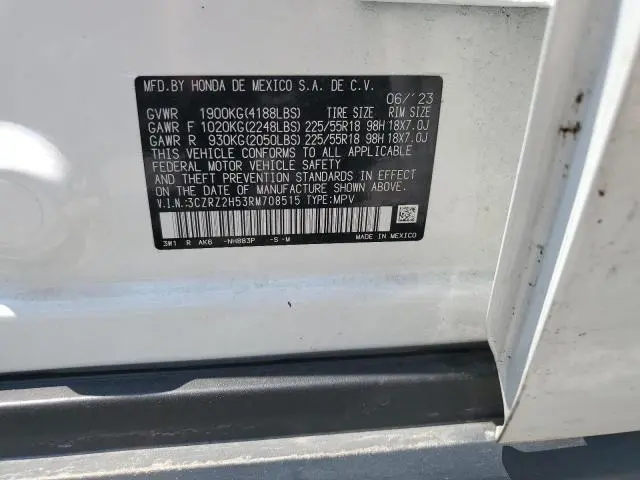 MFD.BY HONDA DE MEXICO S.A. DE C.V.
06/'23
GVWR 1900KG(4188LBS) TIRE SIZE RIM SIZE
GAWR F 1020KG(2248LBS) 225/55R18 98H 18X7.0J
GAWR R 930KG(2050LBS) 225/55R18 98H 18X7.0J
THIS VEHICLE CONFORMS TO ALL APPLICABLE
FEDERAL MOTOR VEHICLE SAFETY
AND THEFT PREVENTION STANDARDS IN EFFECT
ON THE DATE OF MANUFACTURE SHOWN ABOVE.
V.I.N:3CZRZ2H53RM708515 TYPE:MPV
3W1 R AK6 -NH883P -S -M
MADE IN MEXICO